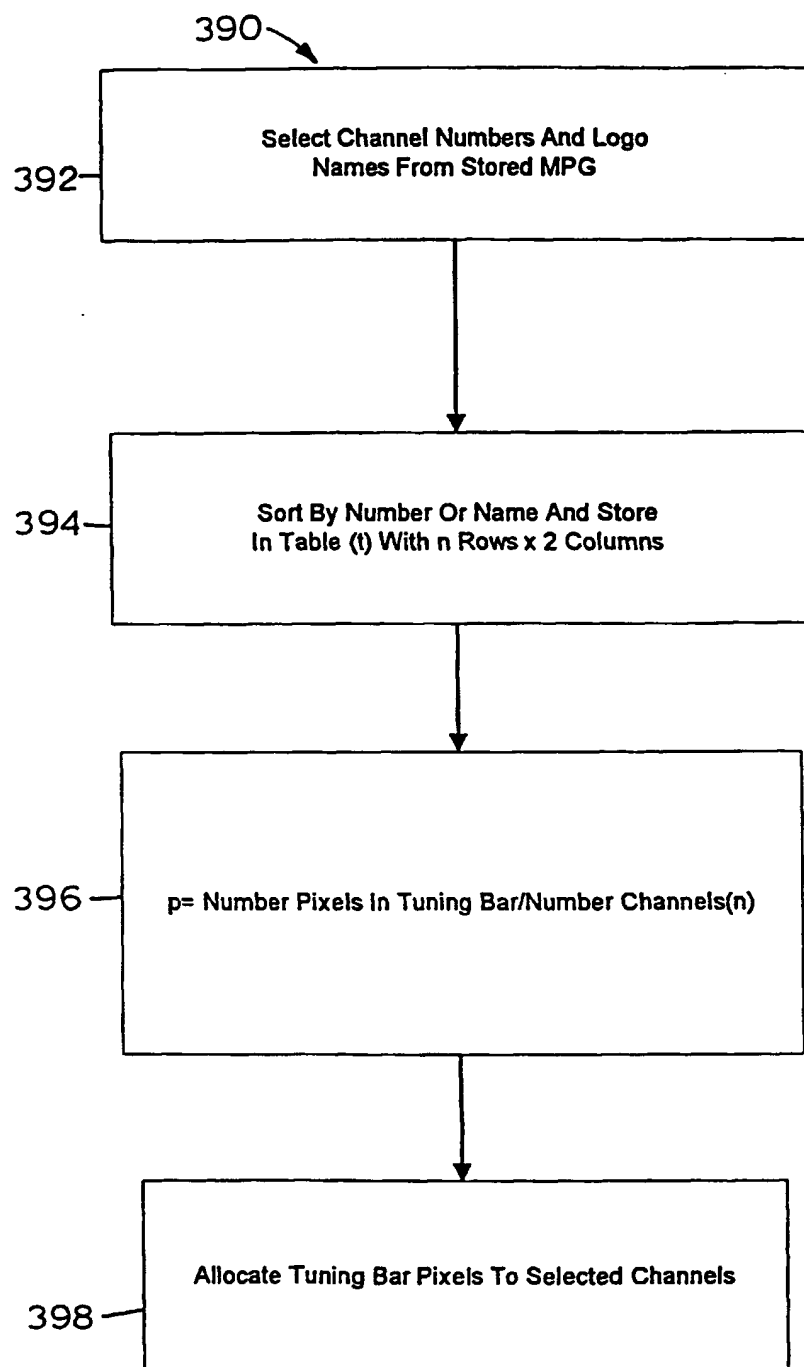 390
392
Select Channel Numbers And Logo
Names From Stored MPG
394
Sort By Number Or Name And Store
In Table (t) With n Rows x 2 Columns
396
p= Number Pixels In Tuning Bar/Number Channels(n)
398
Allocate Tuning Bar Pixels To Selected Channels